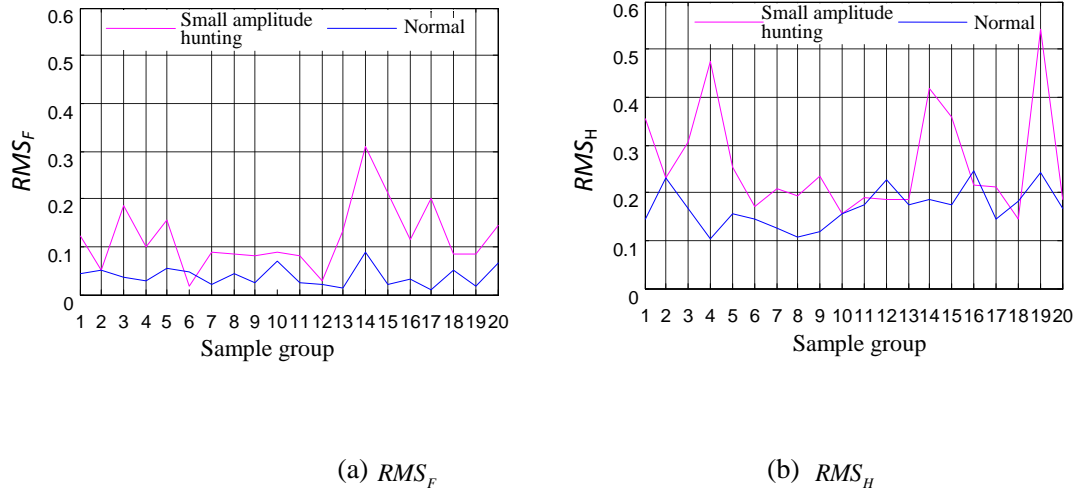 0.6
0.5
0.4
0.3
0.2
0.1
0
RMS_F
Small amplitude
hunting
Normal
1 2 3 4 5 6 7 8 9 10 11 12 13 14 15 16 17 18 19 20
Sample group
(a) RMS_F
0.6
0.5
0.4
0.3
0.2
0.1
0
RMS_H
Small amplitude
hunting
Normal
1 2 3 4 5 6 7 8 9 10 11 12 13 14 15 16 17 18 19 20
Sample group
(b) RMS_H